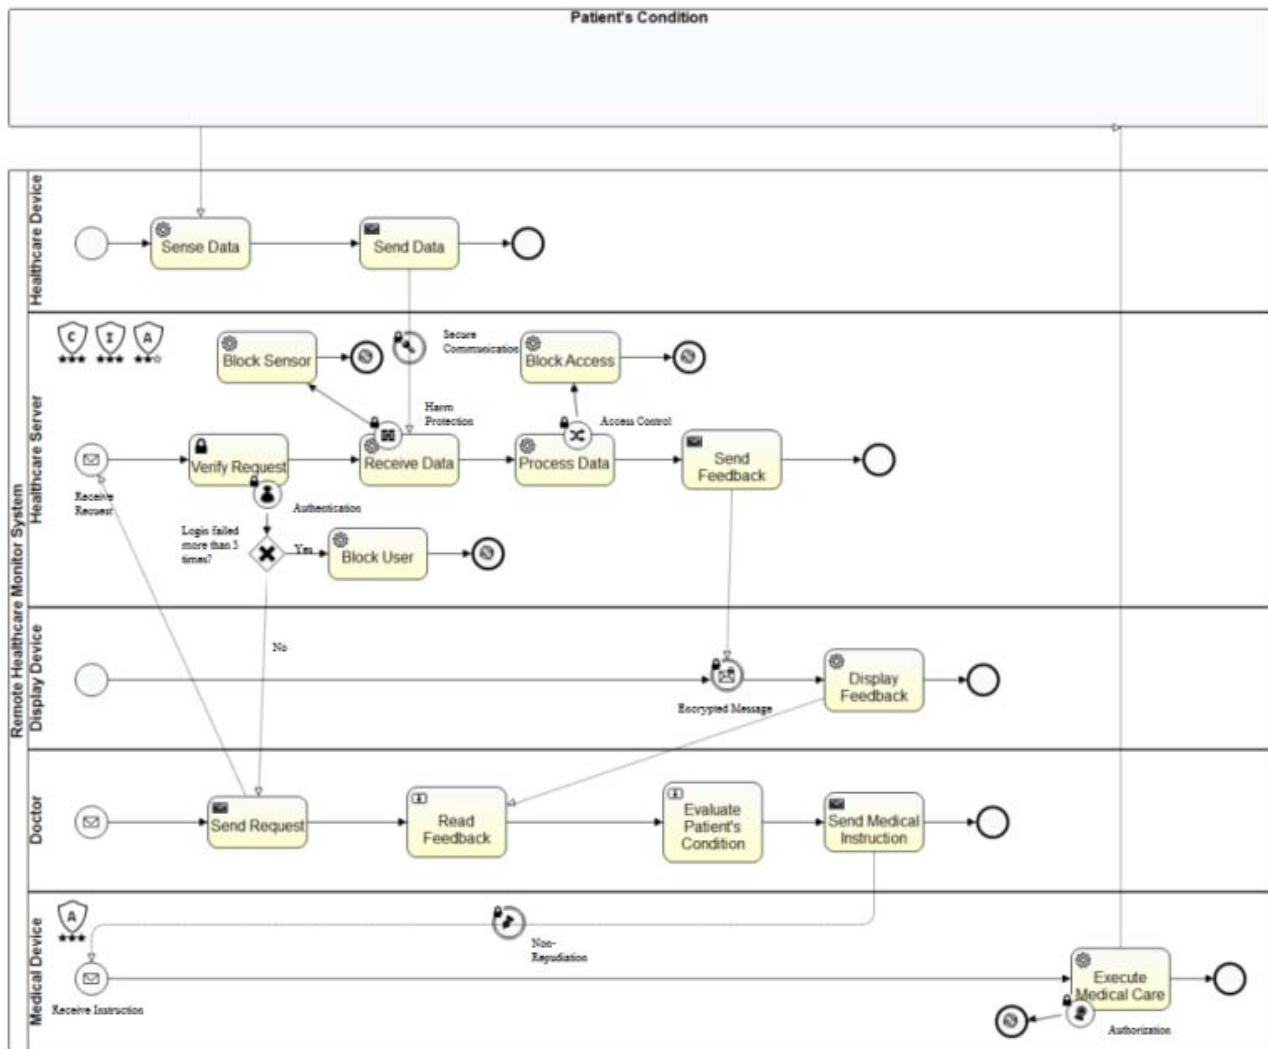 Patient's Condition
Remote Healthcare Monitor System
Healthcare Device
Sense Data
Send Data
Healthcare Server
C
I
A
Block Sensor
Secure
Communication
Block Access
Harm
Protection
Access Control
Verify Request
Receive Data
Process Data
Send
Feedback
Receive
Request
Authentication
Login failed
more than 3
times?
Yes
Block User
No
Display Device
Encrypted Message
Display
Feedback
Doctor
Send Request
Read
Feedback
Evaluate
Patient's
Condition
Send Medical
Instruction
Medical Device
A
Non-
Repudiation
Receive Instruction
Execute
Medical Care
Authorization